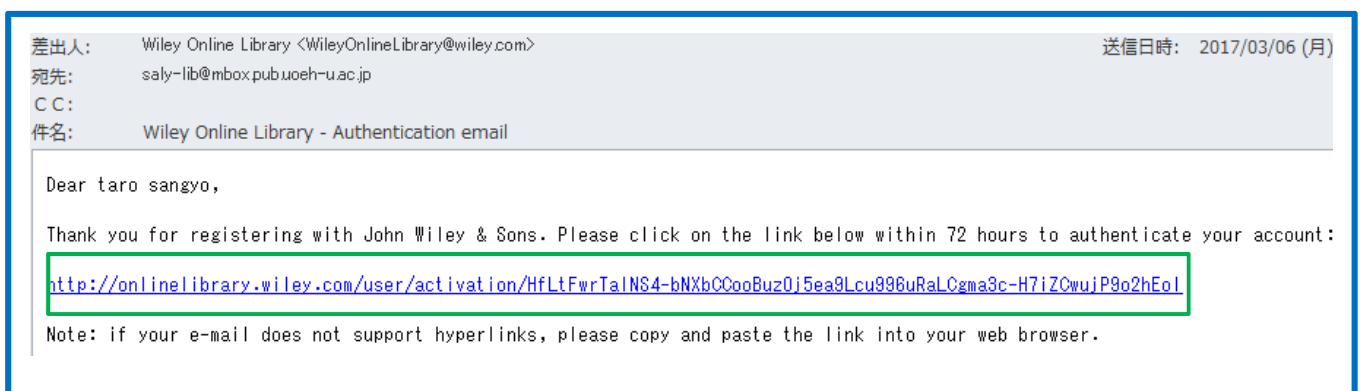 差出人: Wiley Online Library <WileyOnlineLibrary@wiley.com> 送信日時: 2017/03/06 (月)
宛先: saly-lib@mbox.pub.uoeh-u.ac.jp
ＣＣ:
件名: Wiley Online Library - Authentication email
Dear taro sangyo,
Thank you for registering with John Wiley & Sons. Please click on the link below within 72 hours to authenticate your account:
http://onlinelibrary.wiley.com/user/activation/HfLtFwrTalNS4-bNXbCCooBuzOj5ea9Lcu996uRaLCgma3c-H7iZCwujP9o2hEol
Note: if your e-mail does not support hyperlinks, please copy and paste the link into your web browser.